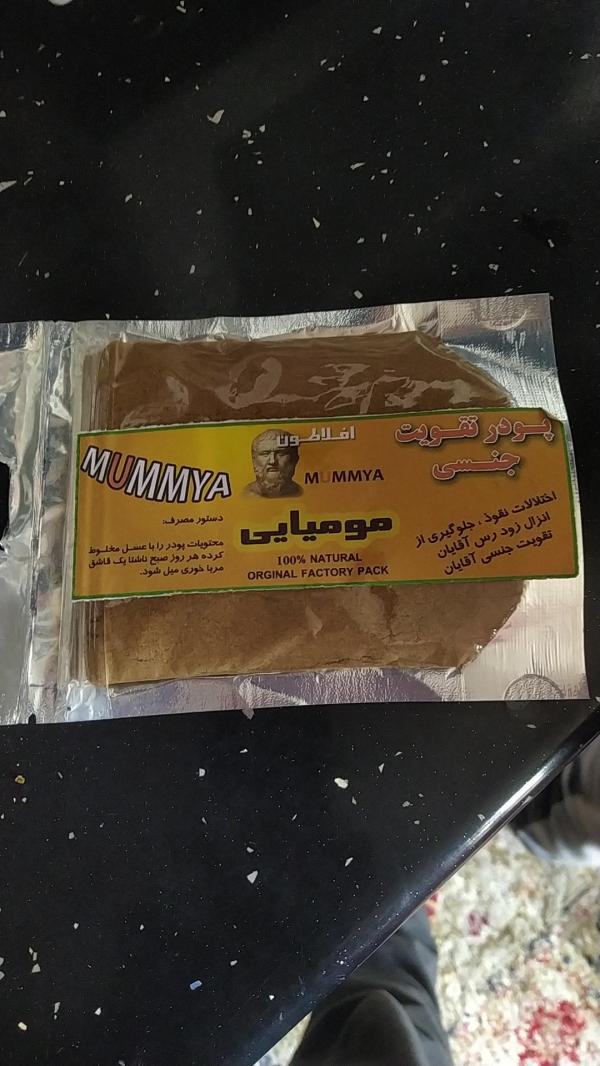 پودر تقویت
جنسی
اختلالات نقوذ ، جلوگیری از
انزال زود رس آقایان
تقویت جنسی آقایان
افلاطون
MUMMYA
مومیایی
100% NATURAL
ORGINAL FACTORY PACK
MUMMYA
دستور مصرف:
محتویات پودر را با عسل مخلوط
کرده هر روز صبح ناشتا یک قاشق
مربا خوری میل شود.